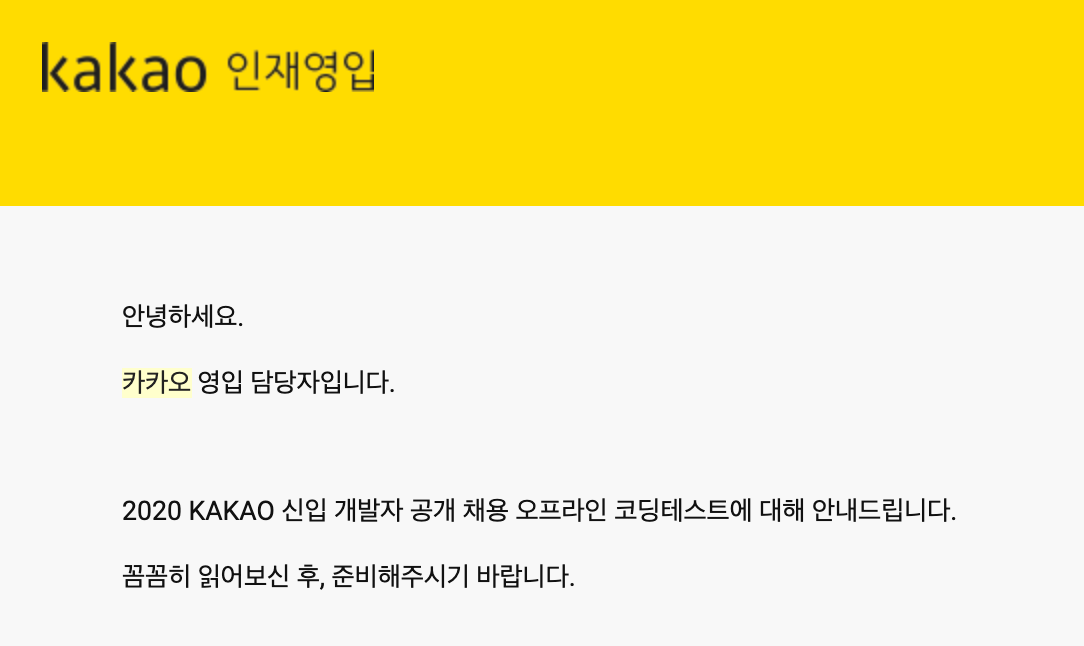 kakao 인재영입
안녕하세요.
카카오 영입 담당자입니다.
2020 KAKAO 신입 개발자 공개 채용 오프라인 코딩테스트에 대해 안내드립니다.
꼼꼼히 읽어보신 후, 준비해주시기 바랍니다.